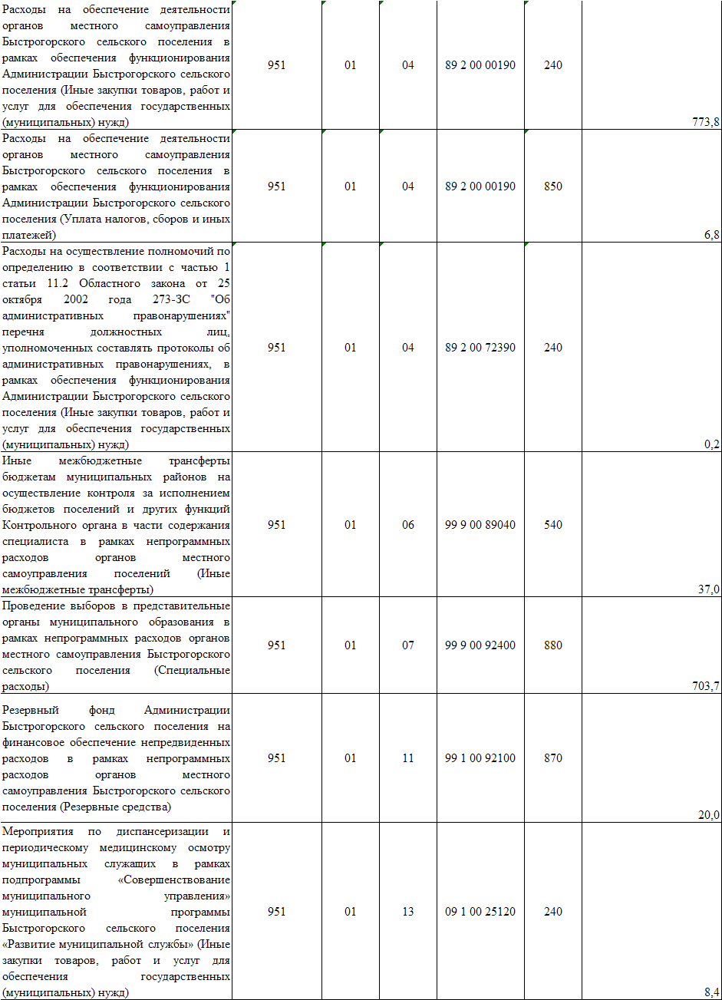 Расходы на обеспечение деятельности
органов местного самоуправления
Быстрогорского сельского поселения в
рамках обеспечения функционирования
Администрации Быстрогорского сельского
поселения (Иные закупки товаров, работ и
услуг для обеспечения государственных
(муниципальных) нужд)
951 01 04 89 2 00 00190 240
773,8
Расходы на обеспечение деятельности
органов местного самоуправления
Быстрогорского сельского поселения в
рамках обеспечения функционирования
Администрации Быстрогорского сельского
поселения (Уплата налогов, сборов и иных
платежей)
951 01 04 89 2 00 00190 850
6,8
Расходы на осуществление полномочий по
определению в соответствии с частью 1
статьи 11.2 Областного закона от 25
октября 2002 года 273-ЗС "Об
административных правонарушениях"
перечня должностных лиц,
уполномоченных составлять протоколы об
административных правонарушениях, в
рамках обеспечения функционирования
Администрации Быстрогорского сельского
поселения (Иные закупки товаров, работ и
услуг для обеспечения государственных
(муниципальных) нужд)
951 01 04 89 2 00 72390 240
0,2
Иные межбюджетные трансферты
бюджетам муниципальных районов на
осуществление контроля за исполнением
бюджетов поселений и других функций
Контрольного органа в части содержания
специалиста в рамках непрограммных
расходов органов местного
самоуправления поселений (Иные
межбюджетные трансферты)
951 01 06 99 9 00 89040 540
37,0
Проведение выборов в представительные
органы муниципального образования в
рамках непрограммных расходов органов
местного самоуправления Быстрогорского
сельского поселения (Специальные
расходы)
951 01 07 99 9 00 92400 880
703,7
Резервный фонд Администрации
Быстрогорского сельского поселения на
финансовое обеспечение непредвиденных
расходов в рамках непрограммных
расходов органов местного
самоуправления Быстрогорского сельского
поселения (Резервные средства)
951 01 11 99 1 00 92100 870
20,0
Мероприятия по диспансеризации и
периодическому медицинскому осмотру
муниципальных служащих в рамках
подпрограммы «Совершенствование
муниципального управления»
муниципальной программы
Быстрогорского сельского поселения
«Развитие муниципальной службы» (Иные
закупки товаров, работ и услуг для
обеспечения государственных
(муниципальных) нужд)
951 01 13 09 1 00 25120 240
8,4